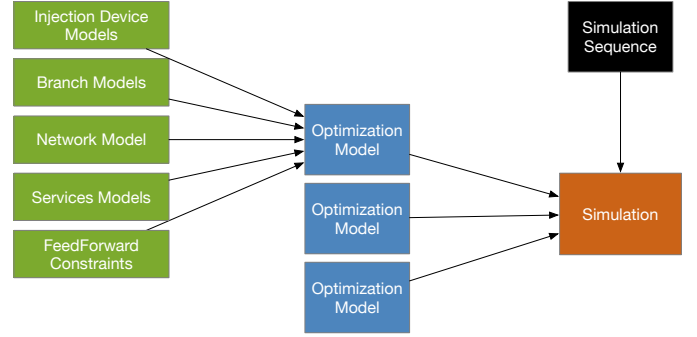 Injection Device
Models
Branch Models
Network Model
Services Models
FeedForward
Constraints
Optimization
Model
Optimization
Model
Optimization
Model
Simulation
Sequence
Simulation